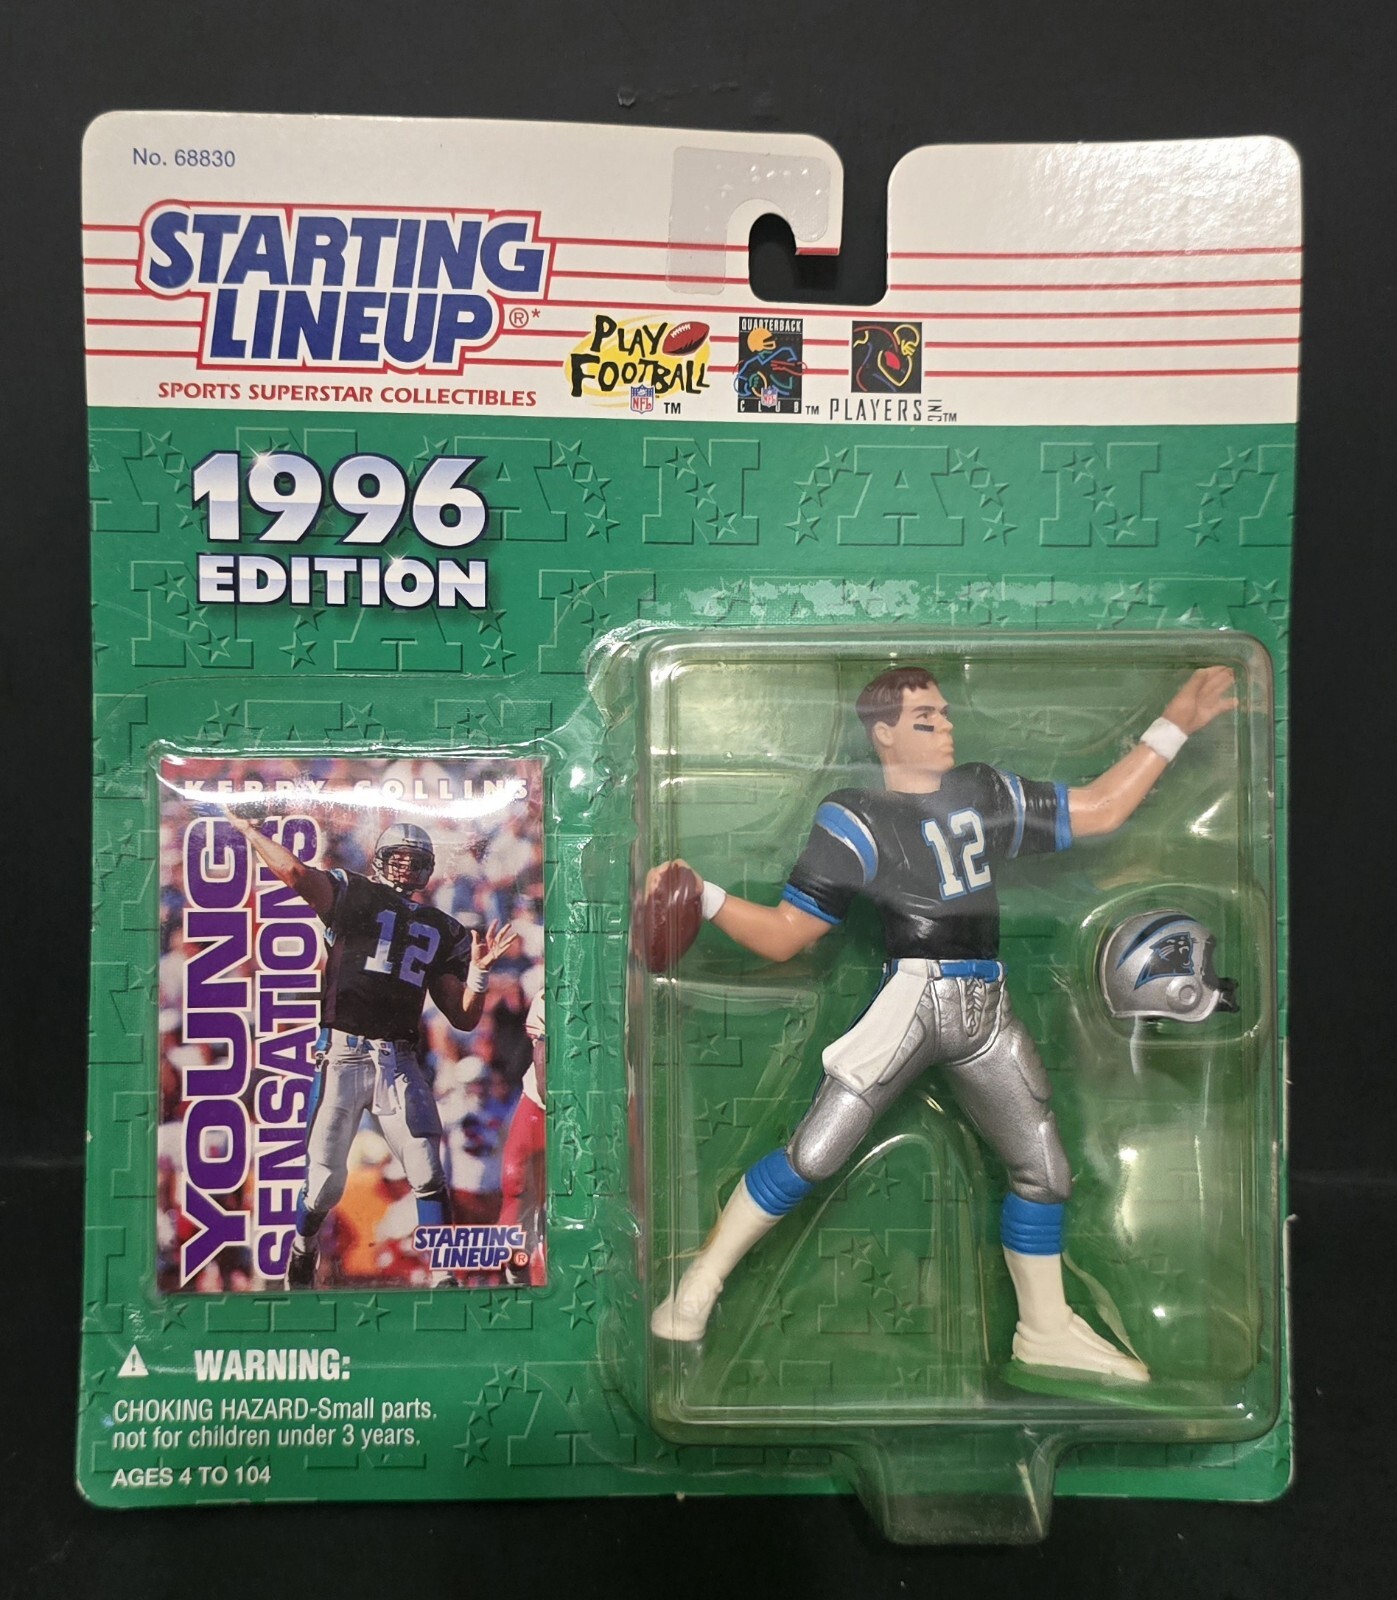 No. 68830
STARTING
LINEUP®*
SPORTS SUPERSTAR COLLECTIBLES
PLAY
FOOTBALL
NFL
TM
QUARTERBACK
NFL
CLUB TM
PLAYERS INC TM
1996
EDITION
KERRY COLLINS
YOUNG
SENSATIONS
12
STARTING
LINEUP®
12
WARNING:
CHOKING HAZARD-Small parts.
not for children under 3 years.
AGES 4 TO 104